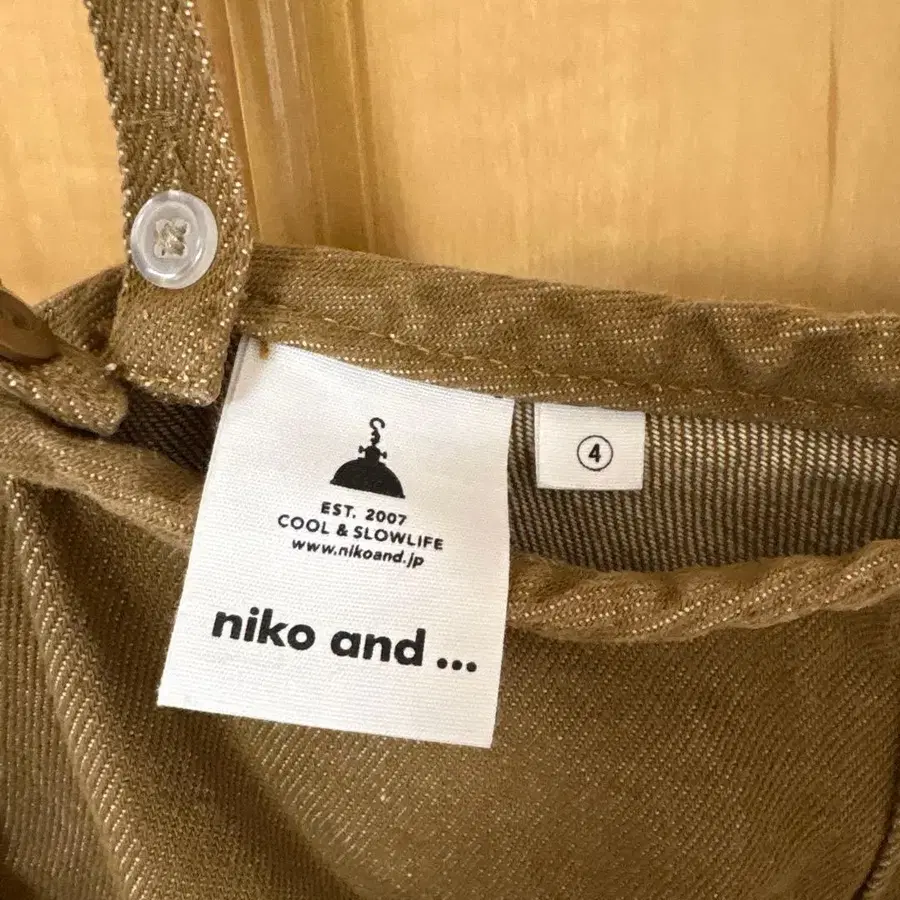 EST. 2007
COOL & SLOWLIFE
www.nikoand.jp
niko and ...
④